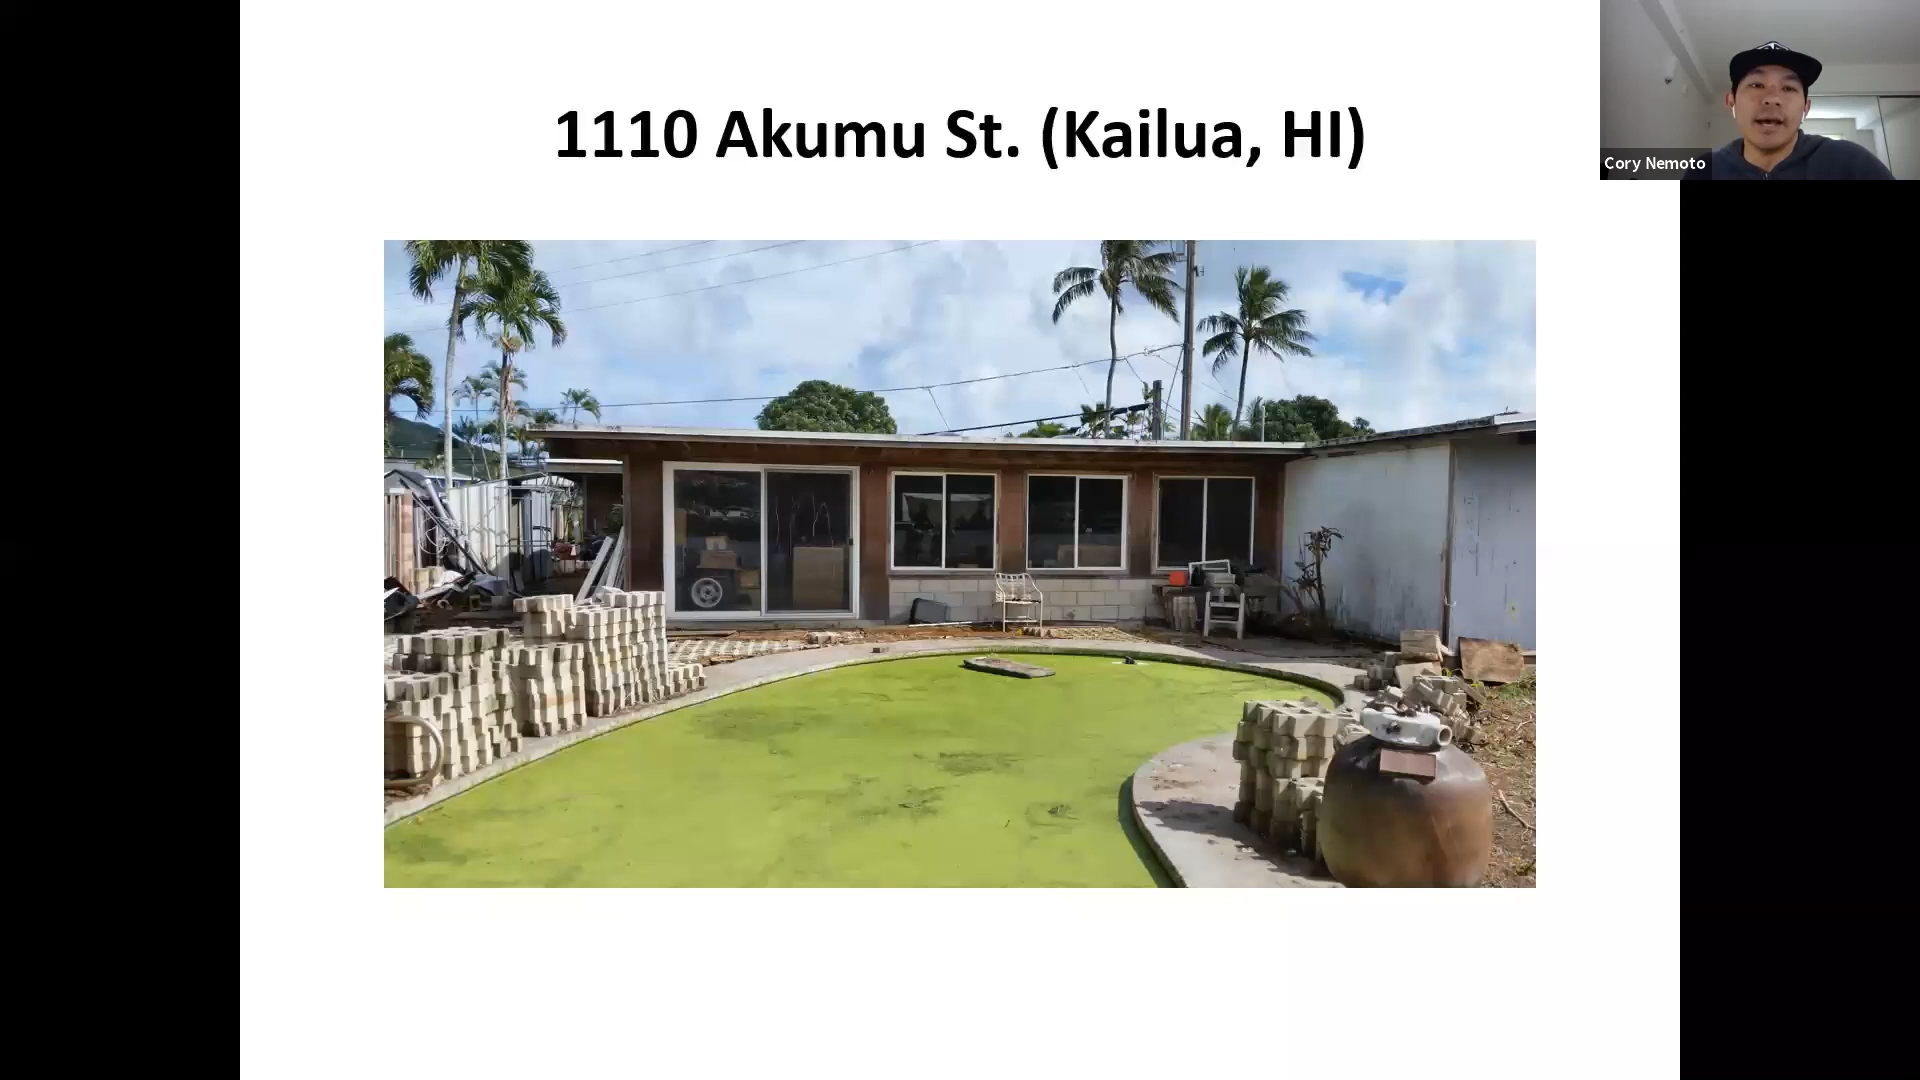 1110 Akumu St. (Kailua, HI)
Cory Nemoto